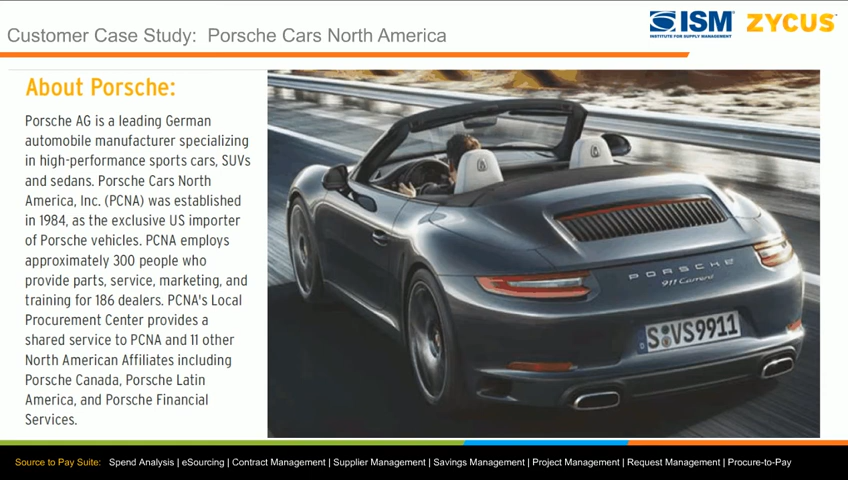 Customer Case Study: Porsche Cars North America
ISM
INSTITUTE FOR SUPPLY MANAGEMENT
ZYCUS
About Porsche:
Porsche AG is a leading German
automobile manufacturer specializing
in high-performance sports cars, SUVs
and sedans. Porsche Cars North
America, Inc. (PCNA) was established
in 1984, as the exclusive US importer
of Porsche vehicles. PCNA employs
approximately 300 people who
provide parts, service, marketing, and
training for 186 dealers. PCNA's Local
Procurement Center provides a
shared service to PCNA and 11 other
North American Affiliates including
Porsche Canada, Porsche Latin
America, and Porsche Financial
Services.
PORSCHE
911 Carrera
S VS9911
Source to Pay Suite: Spend Analysis | eSourcing | Contract Management | Supplier Management | Savings Management | Project Management | Request Management | Procure-to-Pay